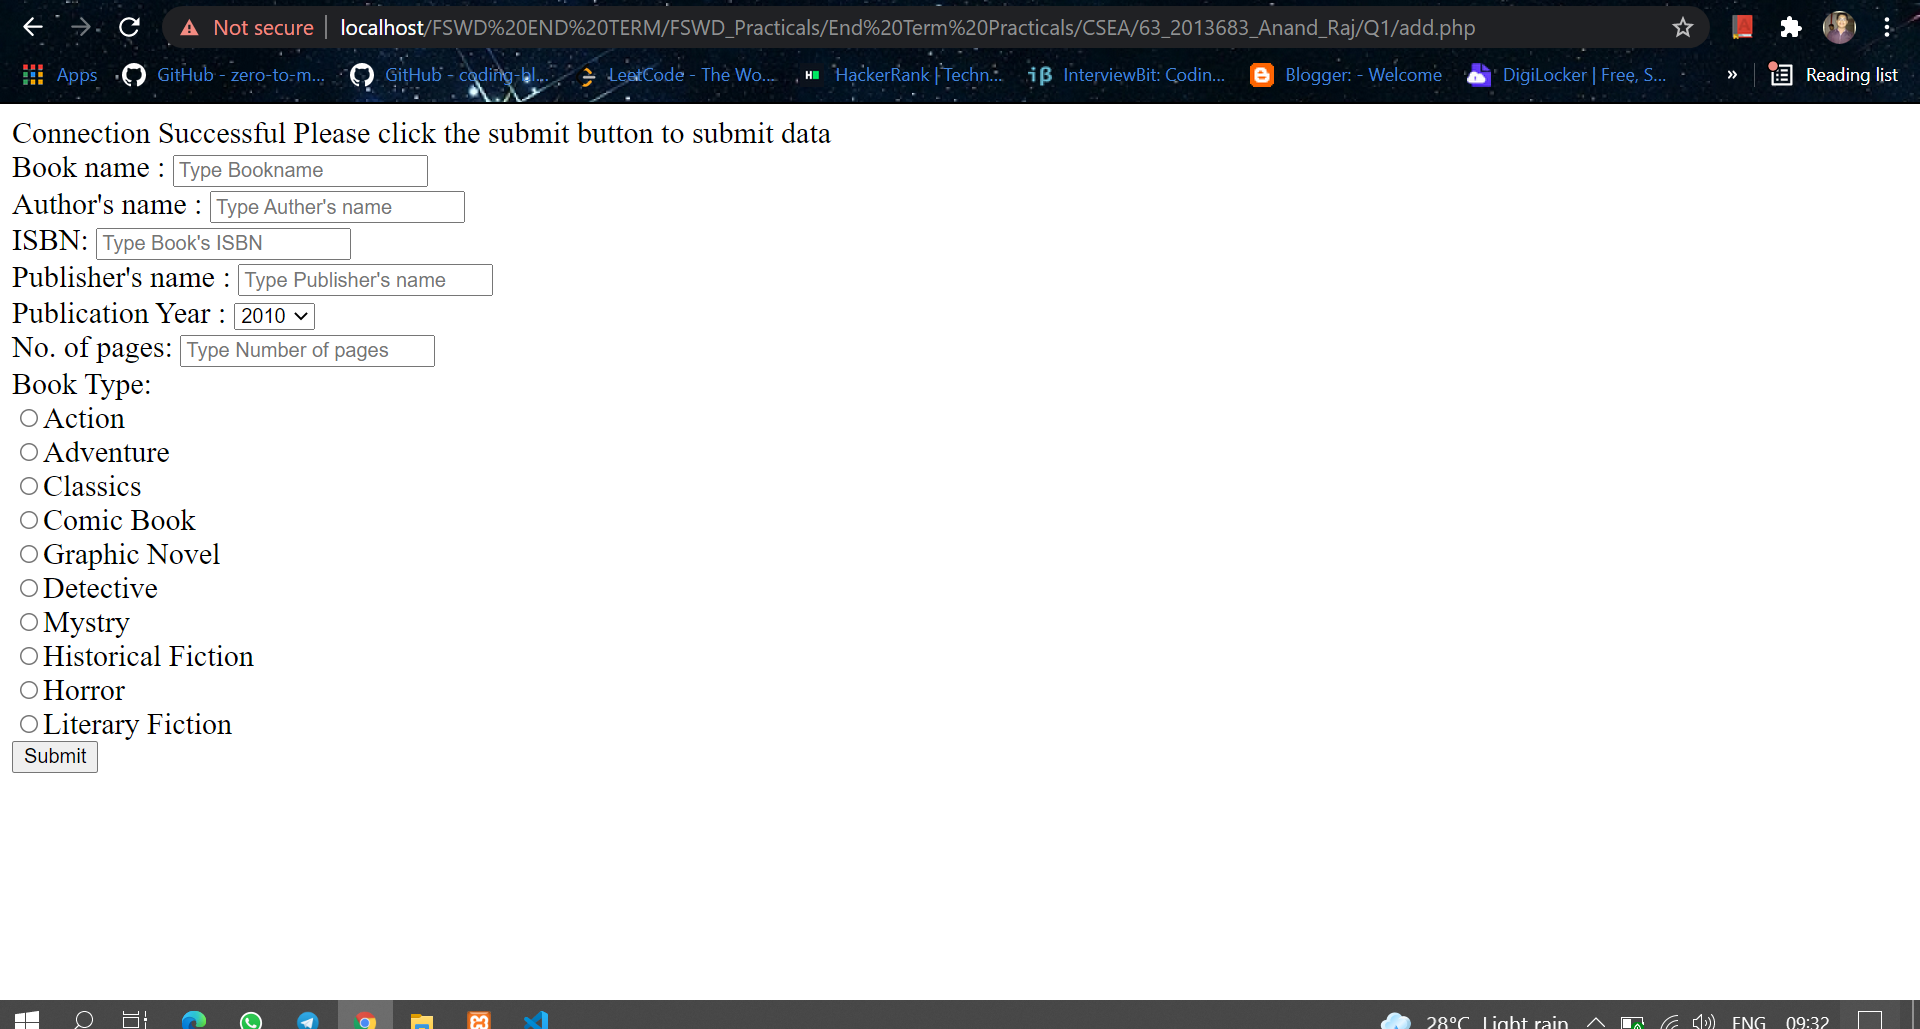 Not secure | localhost/FSWD%20END%20TERM/FSWD_Practicals/End%20Term%20Practicals/CSEA/63_2013683_Anand_Raj/Q1/add.php
Apps GitHub - zero-to-m... GitHub - coding-bl... LeetCode - The Wo... HackerRank | Techn... InterviewBit: Codin... Blogger: - Welcome DigiLocker | Free, S... » Reading list
Connection Successful Please click the submit button to submit data
Book name : Type Bookname
Author's name : Type Auther's name
ISBN: Type Book's ISBN
Publisher's name : Type Publisher's name
Publication Year : 2010
No. of pages: Type Number of pages
Book Type:
Action
Adventure
Classics
Comic Book
Graphic Novel
Detective
Mystry
Historical Fiction
Horror
Literary Fiction
Submit
28°C Light rain ENG 09:32